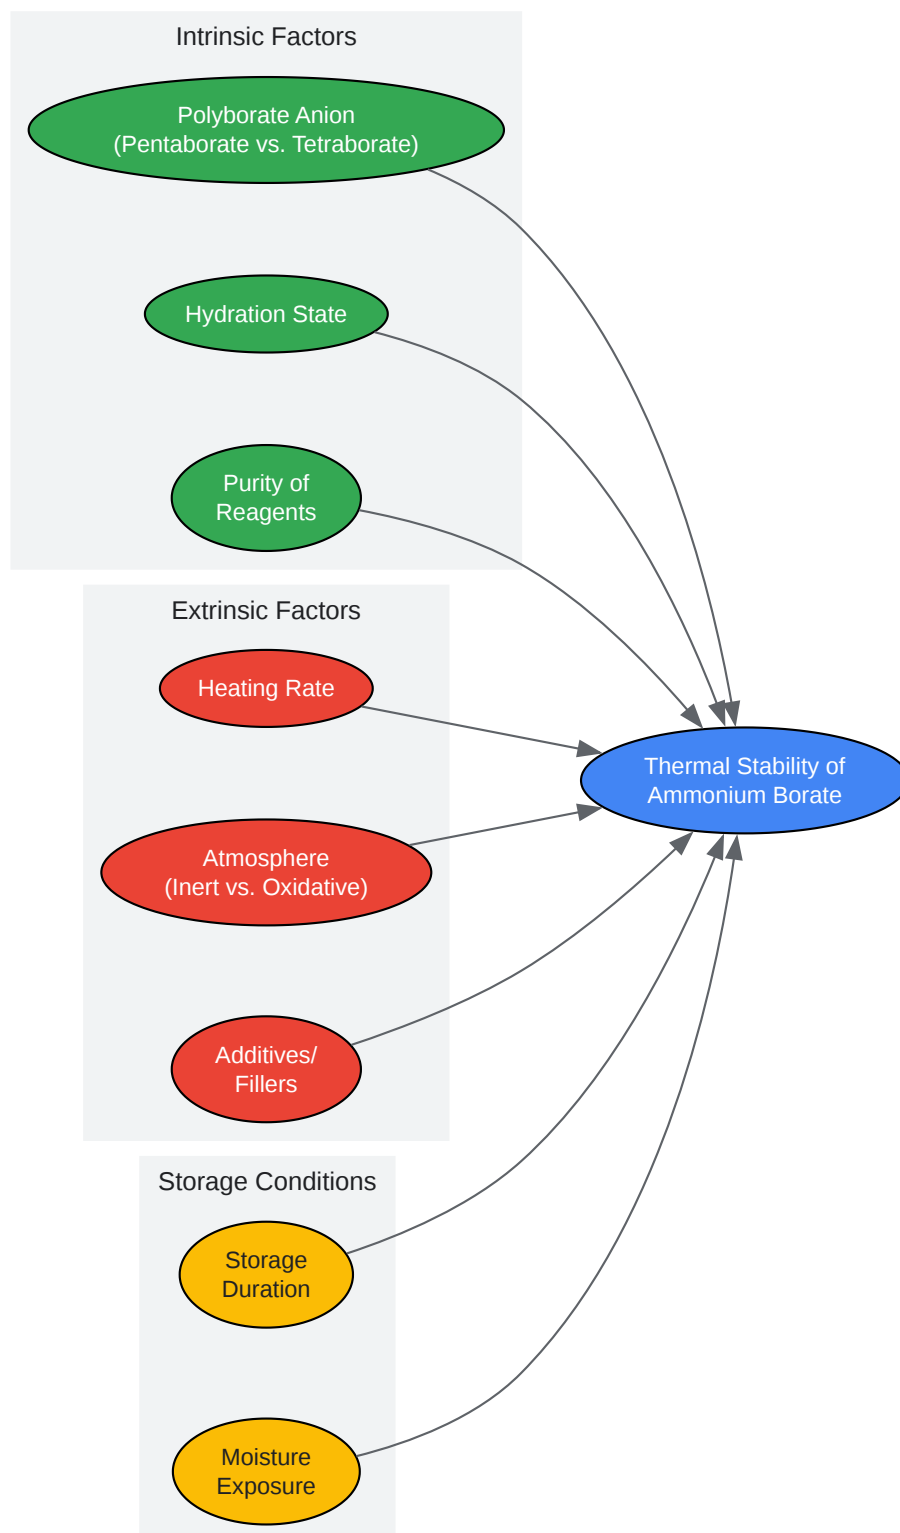 Intrinsic Factors
Polyborate Anion
(Pentaborate vs. Tetraborate)
Hydration State
Purity of
Reagents
Extrinsic Factors
Heating Rate
Atmosphere
(Inert vs. Oxidative)
Additives/
Fillers
Storage Conditions
Storage
Duration
Moisture
Exposure
Thermal Stability of
Ammonium Borate